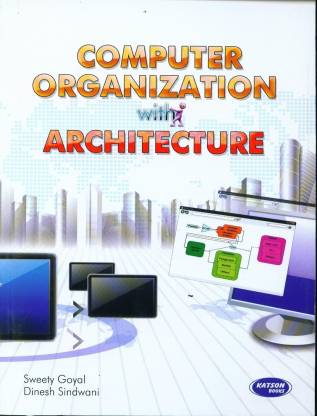 COMPUTER
ORGANIZATION
with
ARCHITECTURE
Sweety Goyal
Dinesh Sindwani
KATSON
BOOKS